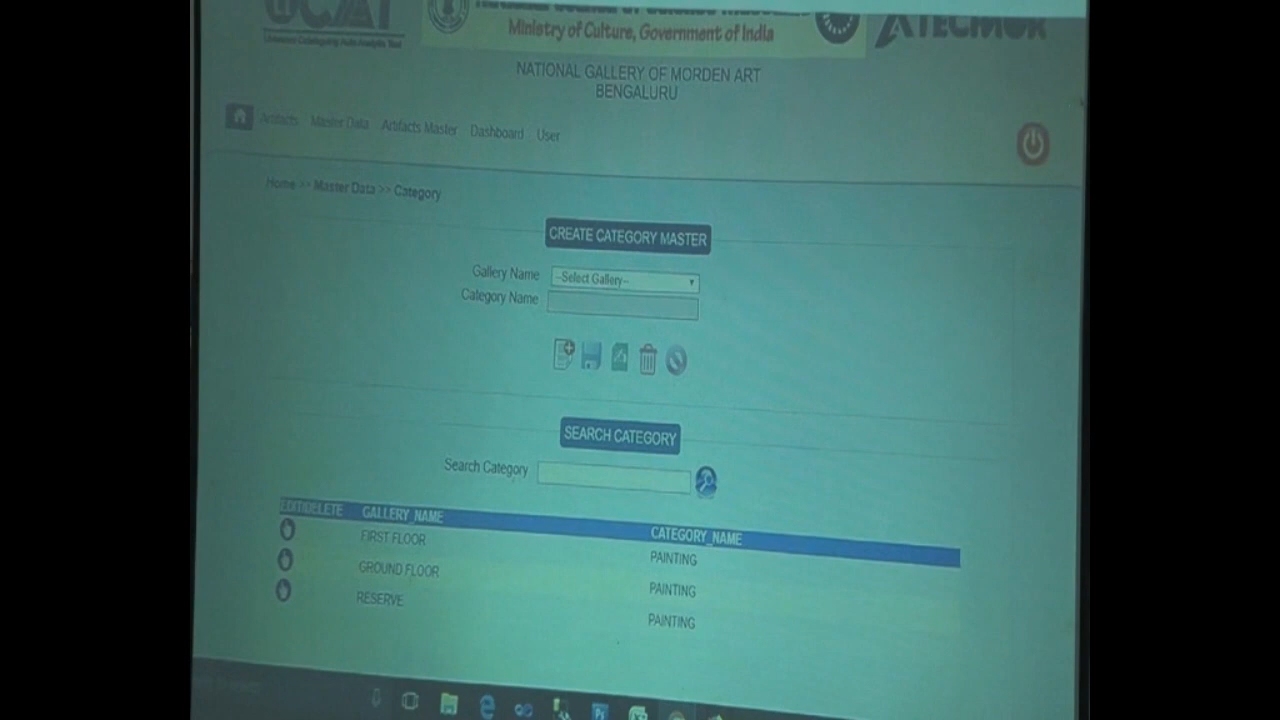 UCAAT
Ministry of Culture, Government of India
NATIONAL GALLERY OF MORDEN ART
BENGALURU
Artifacts Master Data Artifacts Master Dashboard User
Home >> Master Data >> Category
CREATE CATEGORY MASTER
Gallery Name --Select Gallery--
Category Name
SEARCH CATEGORY
Search Category
EDIT/DELETE GALLERY_NAME CATEGORY_NAME
FIRST FLOOR PAINTING
GROUND FLOOR PAINTING
RESERVE PAINTING